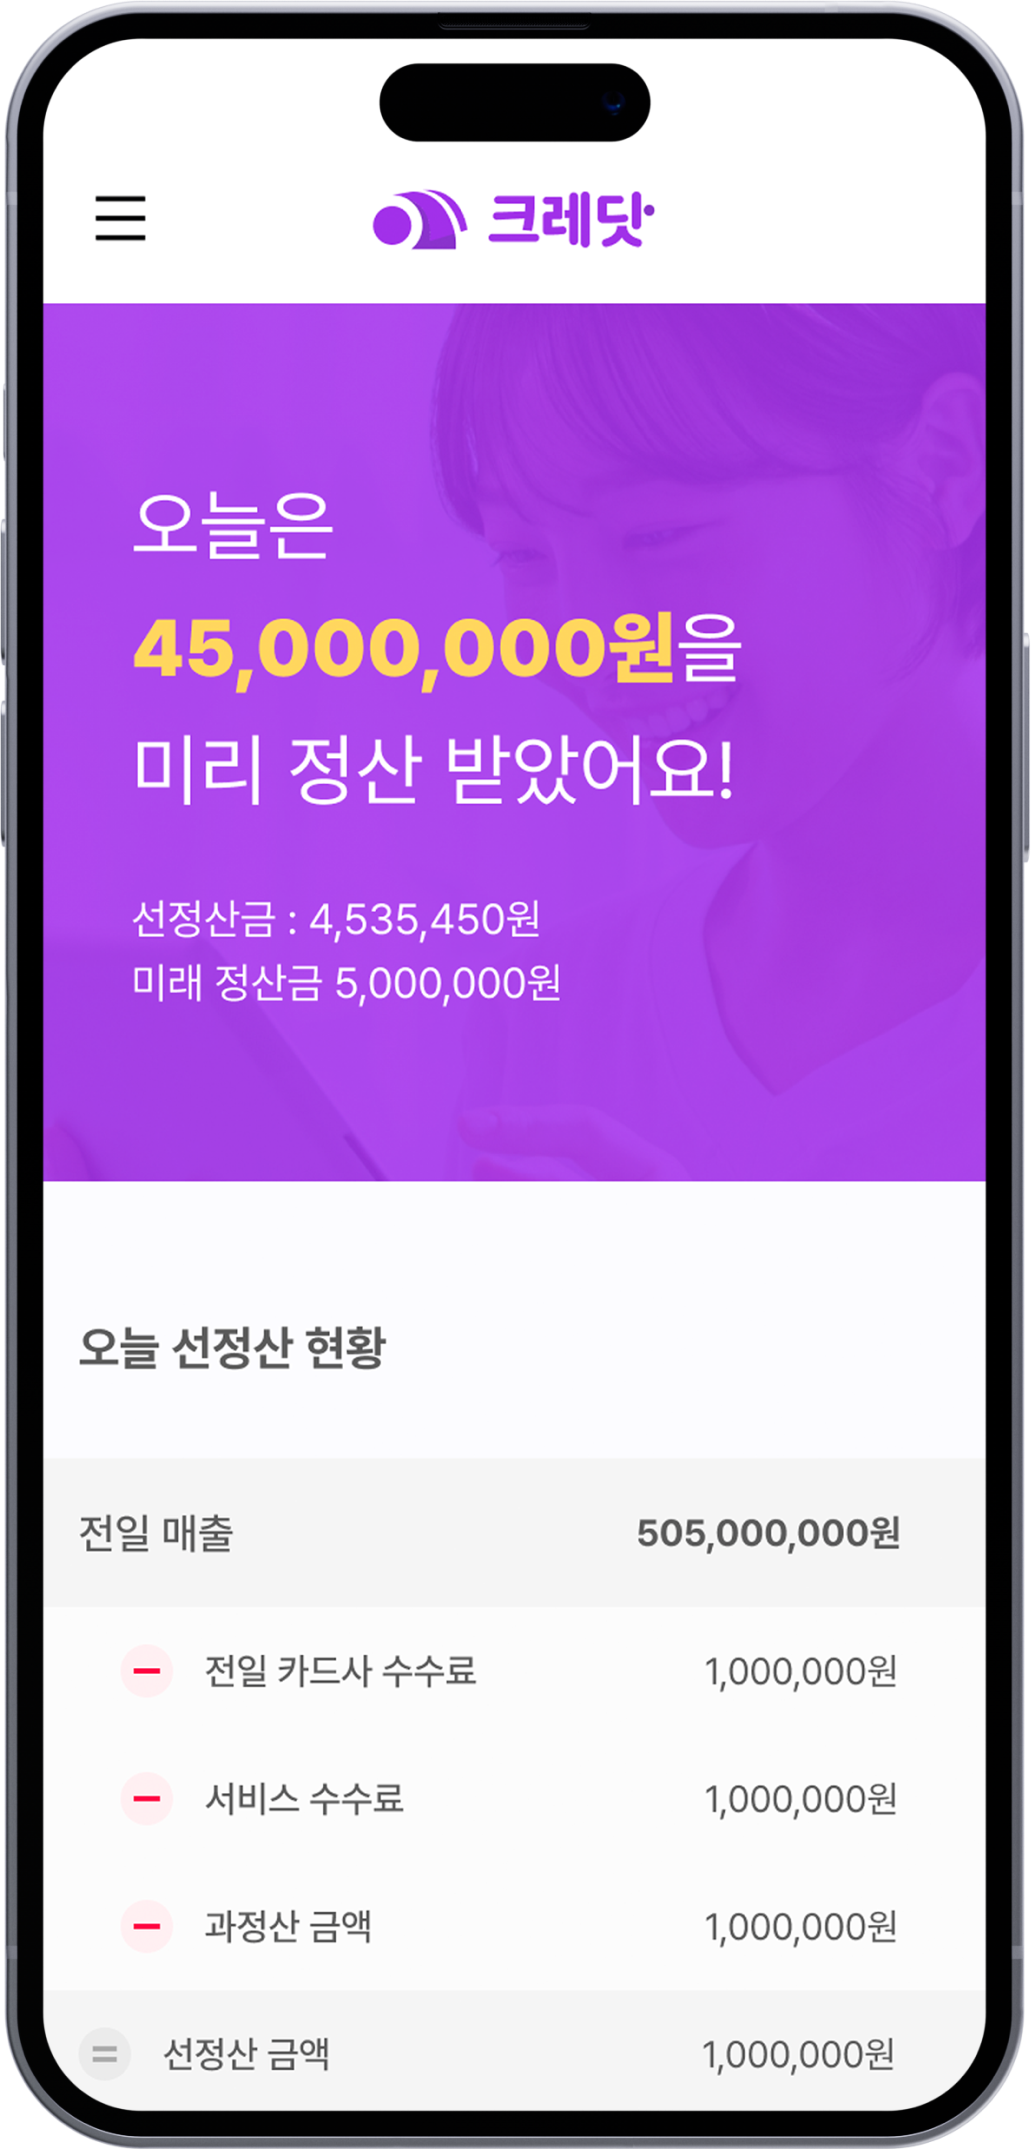 크레딧
오늘은
45,000,000원을
미리 정산 받았어요!
선정산금 : 4,535,450원
미래 정산금 5,000,000원
오늘 선정산 현황
전일 매출 505,000,000원
전일 카드사 수수료 1,000,000원
서비스 수수료 1,000,000원
과정산 금액 1,000,000원
선정산 금액 1,000,000원